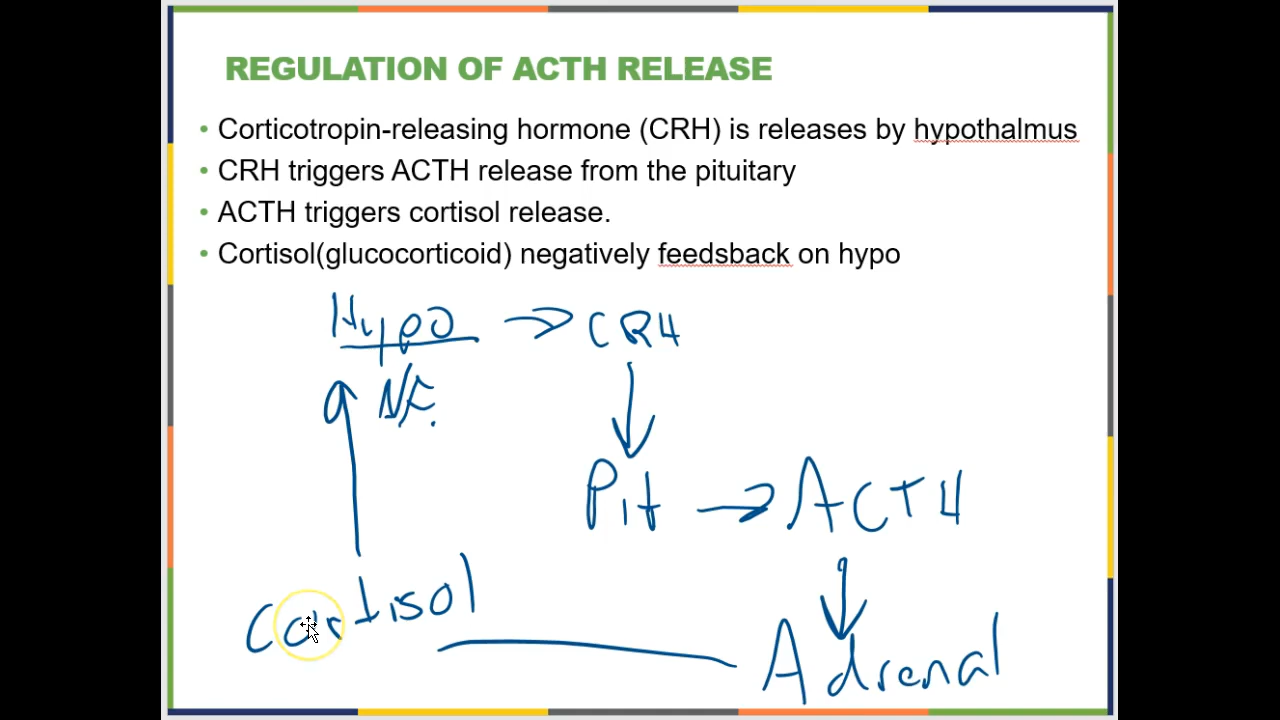 REGULATION OF ACTH RELEASE
• Corticotropin-releasing hormone (CRH) is releases by hypothalmus
• CRH triggers ACTH release from the pituitary
• ACTH triggers cortisol release.
• Cortisol(glucocorticoid) negatively feedsback on hypo
Hypo → CRH
NF.
Pit → ACTH
Cortisol
Adrenal